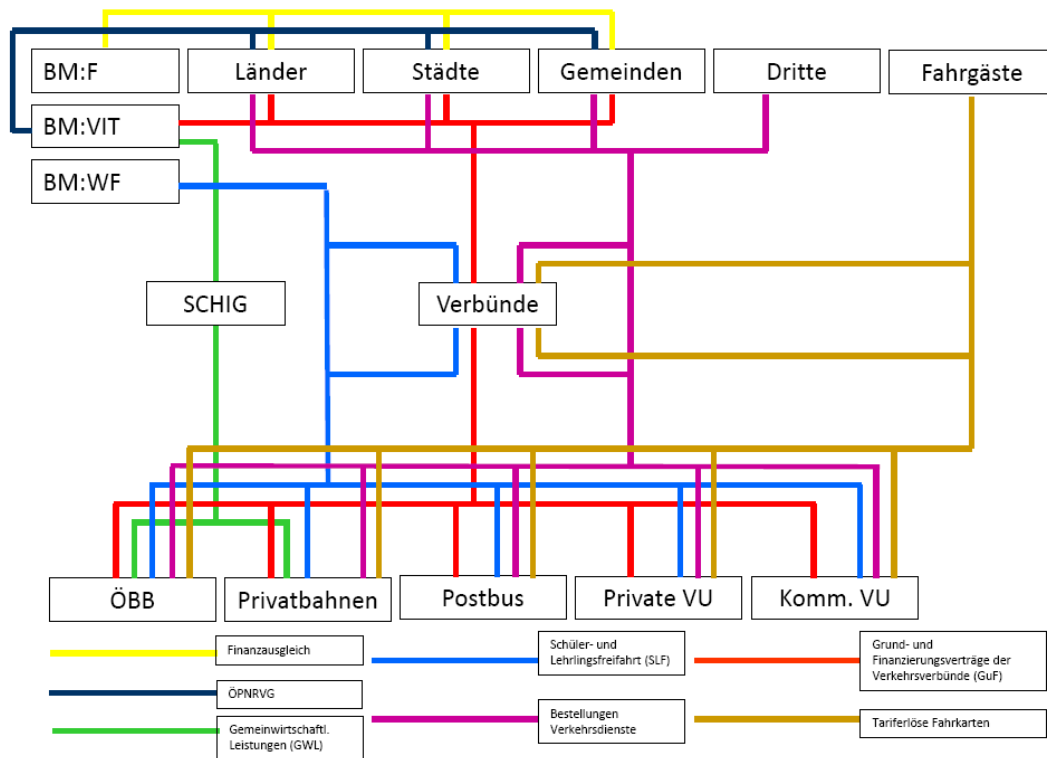 BM:F
Länder
Städte
Gemeinden
Dritte
Fahrgäste
BM:VIT
BM:WF
SCHIG
Verbünde
ÖBB
Privatbahnen
Postbus
Private VU
Komm. VU
Finanzausgleich
Schüler- und
Lehrlingsfreifahrt (SLF)
Grund- und
Finanzierungsverträge der
Verkehrsverbünde (GuF)
ÖPNRVG
Gemeinwirtschaftl.
Leistungen (GWL)
Bestellungen
Verkehrsdienste
Tariferlöse Fahrkarten